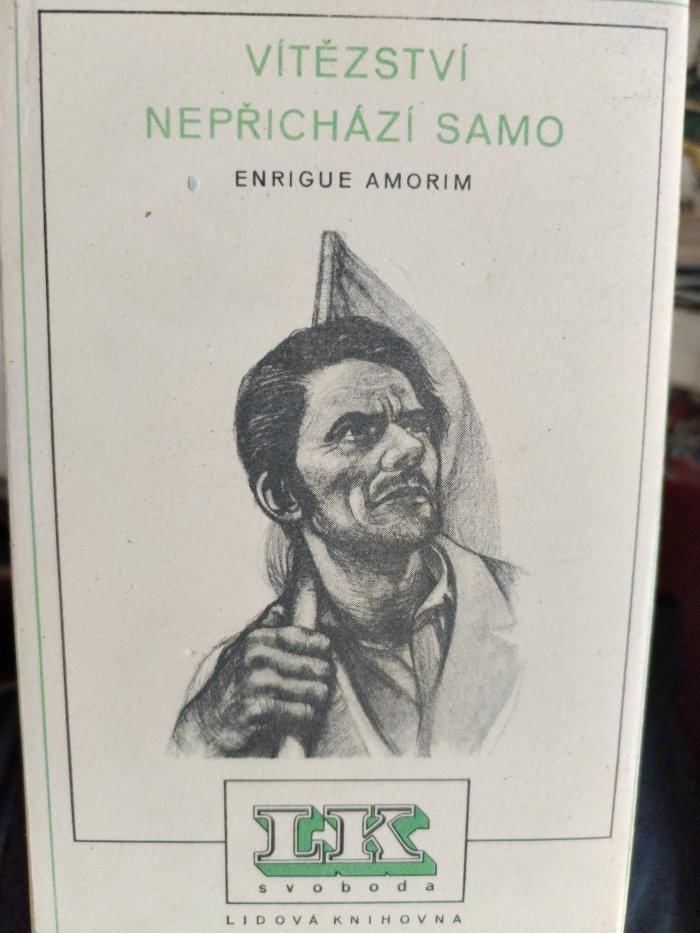 VÍTĚZSTVÍ
NEPŘICHÁZÍ SAMO
ENRIGUE AMORIM
LK
svoboda
LIDOVÁ KNIHOVNA